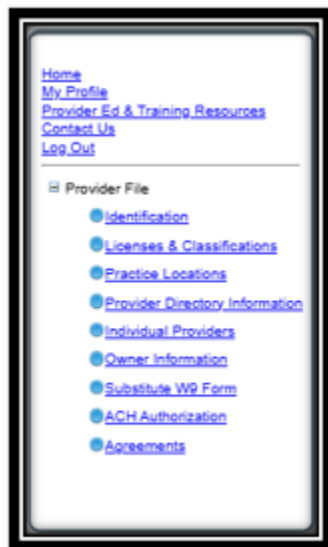 Home
My Profile
Provider Ed & Training Resources
Contact Us
Log Out
Provider File
Identification
Licenses & Classifications
Practice Locations
Provider Directory Information
Individual Providers
Owner Information
Substitute W9 Form
ACH Authorization
Agreements